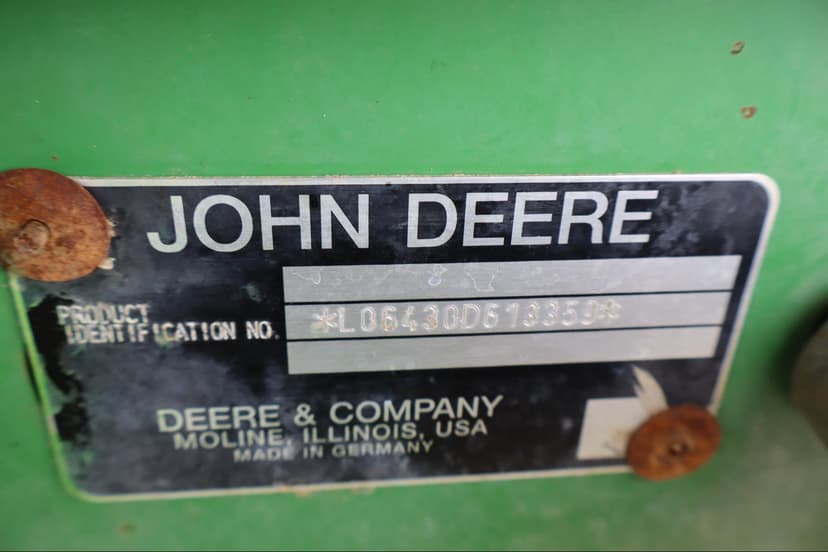 JOHN DEERE
PRODUCT
IDENTIFICATION NO.
*L06430D613359*
DEERE & COMPANY
MOLINE, ILLINOIS, USA
MADE IN GERMANY